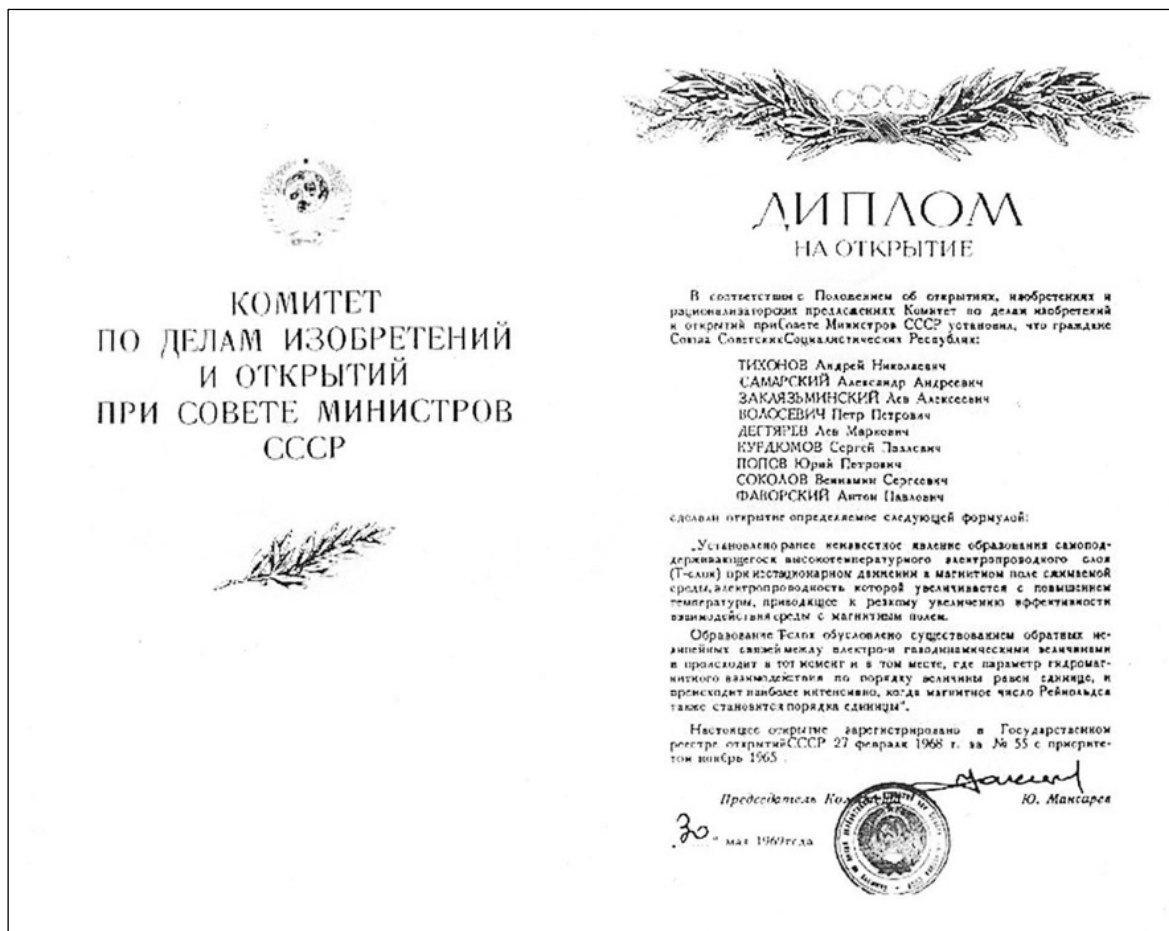 КОМИТЕТ
ПО ДЕЛАМ ИЗОБРЕТЕНИЙ
И ОТКРЫТИЙ
ПРИ СОВЕТЕ МИНИСТРОВ
СССР
СССР
ДИПЛОМ
НА ОТКРЫТИЕ
В соответствии с Положением об открытиях, изобретениях и
рационализаторских предложениях Комитет по делам изобретений
и открытий при Совете Министров СССР установил, что граждане
Союза Советских Социалистических Республик:
ТИХОНОВ Андрей Николаевич
САМАРСКИЙ Александр Андреевич
ЗАКЛЯЗЬМИНСКИЙ Лев Алексеевич
ВОЛОСЕВИЧ Петр Петрович
ДЕГТЯРЕВ Лев Маркович
КУРДЮМОВ Сергей Павлович
ПОПОВ Юрий Петрович
СОКОЛОВ Вениамин Сергеевич
ФАВОРСКИЙ Антон Павлович
сделали открытие определяемое следующей формулой:
„Установлено ранее неизвестное явление образования самопод-
держивающегося высокотемпературного электропроводного слоя
(Т-слоя) при нестационарном движении в магнитном поле сжимаемой
среды, электропроводность которой увеличивается с повышением
температуры, приводящее к резкому увеличению эффективности
взаимодействия среды с магнитным полем.
Образование Т-слоя обусловлено существованием обратных не-
линейных связей между электро-и газодинамическими величинами
и происходит в тот момент и в том месте, где параметр гидромаг-
нитного взаимодействия по порядку величины равен единице, и
происходит наиболее интенсивно, когда магнитное число Рейнольдса
также становится порядка единицы".
Настоящее открытие зарегистрировано в Государственном
реестре открытий СССР 27 февраля 1968 г. за № 55 с приорите-
том ноябрь 1965 .
Председатель Комитета Ю. Максарев
„30" мая 1969 года